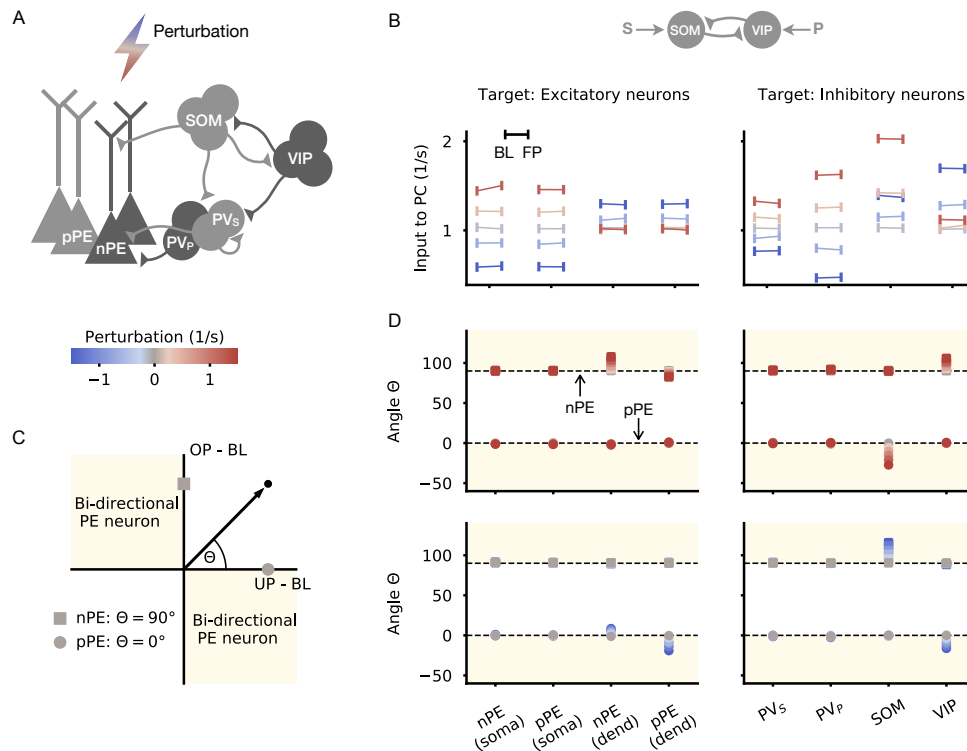 A
Perturbation
SOM
VIP
PVS
PVP
pPE
nPE
Perturbation (1/s)
−1 0 1
B
S SOM VIP P
Target: Excitatory neurons
Target: Inhibitory neurons
BL FP
Input to PC (1/s)
2
1
C
OP - BL
Bi-directional
PE neuron
Θ
UP - BL
Bi-directional
PE neuron
nPE: Θ = 90°
pPE: Θ = 0°
D
Angle Θ
100
50
0
−50
nPE
pPE
Angle Θ
100
50
0
−50
nPE
(soma)
pPE
(soma)
nPE
(dend)
pPE
(dend)
PVS
PVP
SOM
VIP